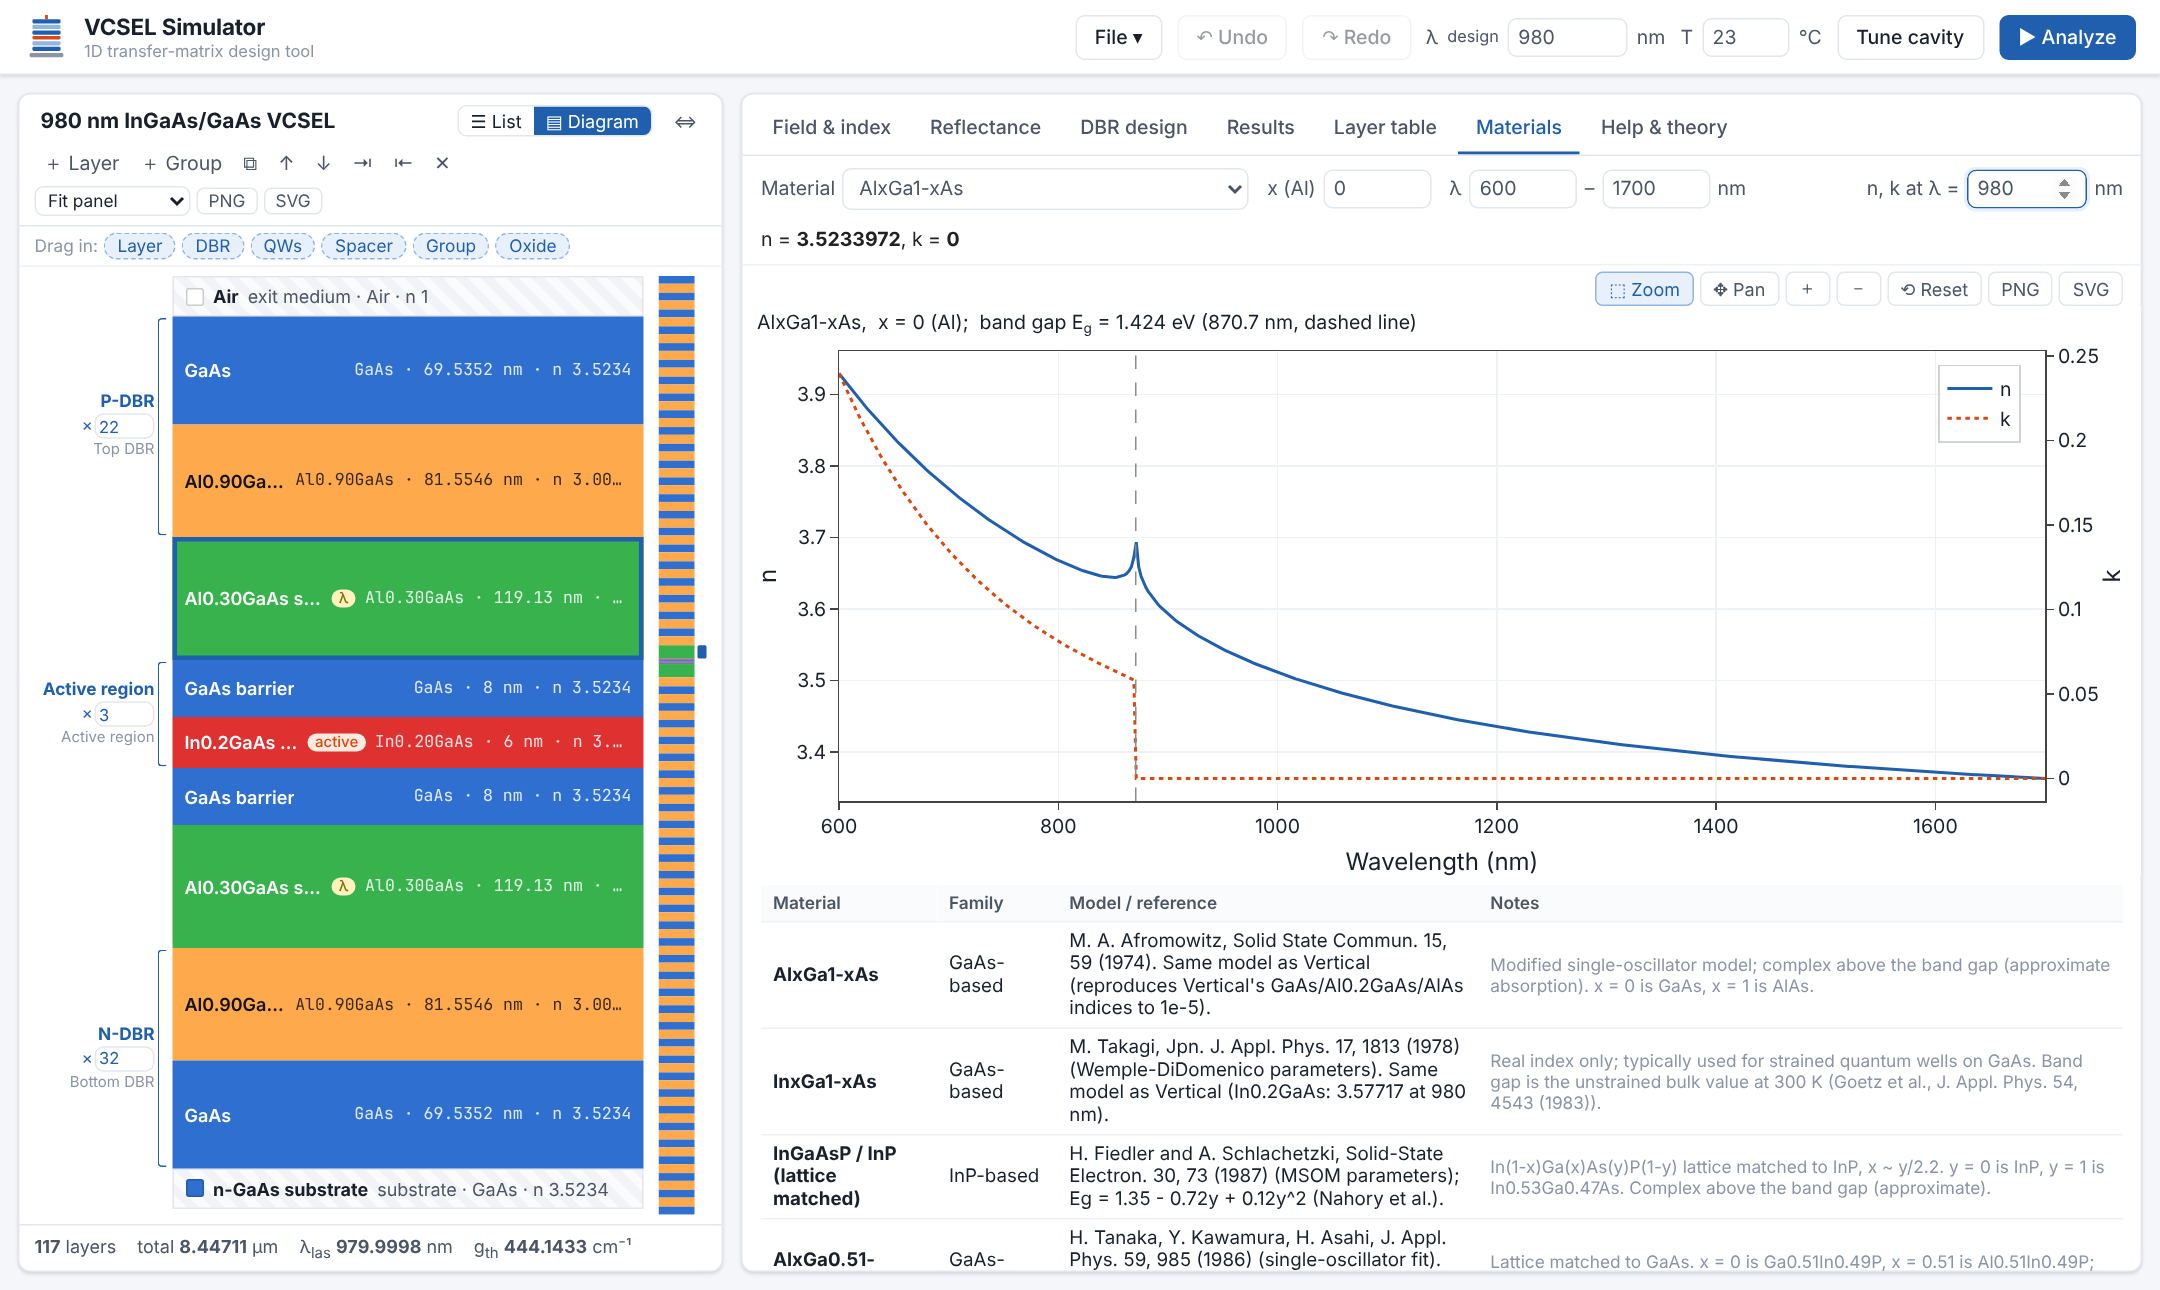 VCSEL Simulator
1D transfer-matrix design tool
File ▾
↶ Undo
↷ Redo
λ design 980 nm
T 23 °C
Tune cavity
▶ Analyze
980 nm InGaAs/GaAs VCSEL
☰ List
▤ Diagram
⇔
+ Layer + Group ⧉ ↑ ↓ ⇥ ⇤ ✕
Fit panel
PNG
SVG
Drag in: Layer DBR QWs Spacer Group Oxide
Air exit medium · Air · n 1
GaAs GaAs · 69.5352 nm · n 3.5234
P-DBR
× 22
Top DBR
Al0.90Ga… Al0.90GaAs · 81.5546 nm · n 3.00…
Al0.30GaAs s… λ Al0.30GaAs · 119.13 nm · …
Active region
× 3
Active region
GaAs barrier GaAs · 8 nm · n 3.5234
In0.2GaAs … active In0.20GaAs · 6 nm · n 3.…
GaAs barrier GaAs · 8 nm · n 3.5234
Al0.30GaAs s… λ Al0.30GaAs · 119.13 nm · …
Al0.90Ga… Al0.90GaAs · 81.5546 nm · n 3.00…
N-DBR
× 32
Bottom DBR
GaAs GaAs · 69.5352 nm · n 3.5234
n-GaAs substrate substrate · GaAs · n 3.5234
117 layers total 8.44711 µm λlas 979.9998 nm gth 444.1433 cm⁻¹
Field & index
Reflectance
DBR design
Results
Layer table
Materials
Help & theory
Material AlxGa1-xAs x (Al) 0 λ 600 – 1700 nm n, k at λ = 980 nm
n = 3.5233972, k = 0
⬚ Zoom
✥ Pan
+
−
⟲ Reset
PNG
SVG
AlxGa1-xAs, x = 0 (Al); band gap Eg = 1.424 eV (870.7 nm, dashed line)
n
k
3.9
3.8
3.7
3.6
3.5
3.4
n
0.25
0.2
0.15
0.1
0.05
0
k
600 800 1000 1200 1400 1600
Wavelength (nm)
Material Family Model / reference Notes
AlxGa1-xAs
GaAs-
based
M. A. Afromowitz, Solid State Commun. 15,
59 (1974). Same model as Vertical
(reproduces Vertical's GaAs/Al0.2GaAs/AlAs
indices to 1e-5).
Modified single-oscillator model; complex above the band gap (approximate
absorption). x = 0 is GaAs, x = 1 is AlAs.
InxGa1-xAs
GaAs-
based
M. Takagi, Jpn. J. Appl. Phys. 17, 1813 (1978)
(Wemple-DiDomenico parameters). Same
model as Vertical (In0.2GaAs: 3.57717 at 980
nm).
Real index only; typically used for strained quantum wells on GaAs. Band
gap is the unstrained bulk value at 300 K (Goetz et al., J. Appl. Phys. 54,
4543 (1983)).
InGaAsP / InP
(lattice
matched)
InP-based
H. Fiedler and A. Schlachetzki, Solid-State
Electron. 30, 73 (1987) (MSOM parameters);
Eg = 1.35 - 0.72y + 0.12y^2 (Nahory et al.).
In(1-x)Ga(x)As(y)P(1-y) lattice matched to InP, x ~ y/2.2. y = 0 is InP, y = 1 is
In0.53Ga0.47As. Complex above the band gap (approximate).
AlxGa0.51-
GaAs-
H. Tanaka, Y. Kawamura, H. Asahi, J. Appl.
Phys. 59, 985 (1986) (single-oscillator fit).
Lattice matched to GaAs. x = 0 is Ga0.51In0.49P, x = 0.51 is Al0.51In0.49P;